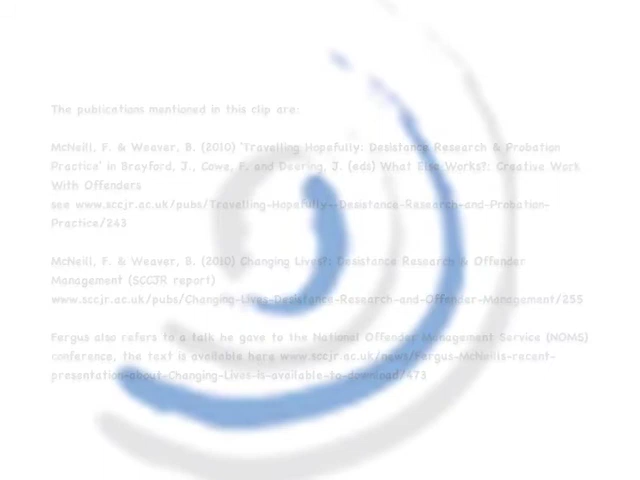 The publications mentioned in this clip are:
McNeill, F. & Weaver, B. (2010) 'Travelling Hopefully: Desistance Research & Probation
Practice' in Brayford, J., Cowe, F. and Deering, J. (eds) What Else Works?: Creative Work
With Offenders
see www.sccjr.ac.uk/pubs/Travelling-Hopefully--Desistance-Research-and-Probation-
Practice/243
McNeill, F. & Weaver, B. (2010) Changing Lives?: Desistance Research & Offender
Management (SCCJR report)
www.sccjr.ac.uk/pubs/Changing-Lives-Desistance-Research-and-Offender-Management/255
Fergus also refers to a talk he gave to the National Offender Management Service (NOMS)
conference, the text is available here www.sccjr.ac.uk/news/Fergus-McNeills-recent-
presentation-about-Changing-Lives-is-available-to-download/473